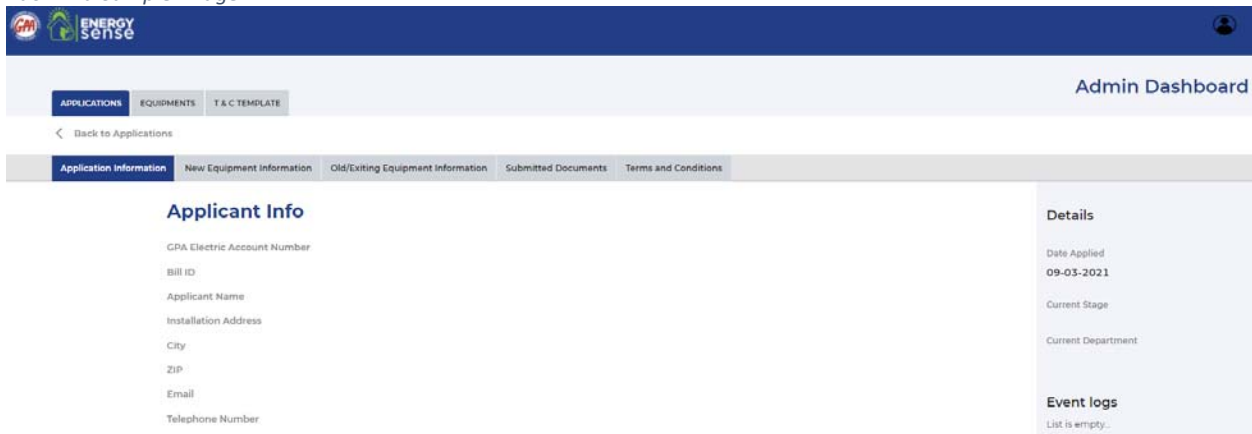 GPA ENERGY sense
Admin Dashboard
APPLICATIONS EQUIPMENTS T & C TEMPLATE
Back to Applications
Application Information New Equipment Information Old/Exiting Equipment Information Submitted Documents Terms and Conditions
Applicant Info
GPA Electric Account Number
Bill ID
Applicant Name
Installation Address
City
ZIP
Email
Telephone Number
Details
Date Applied
09-03-2021
Current Stage
Current Department
Event logs
List is empty...